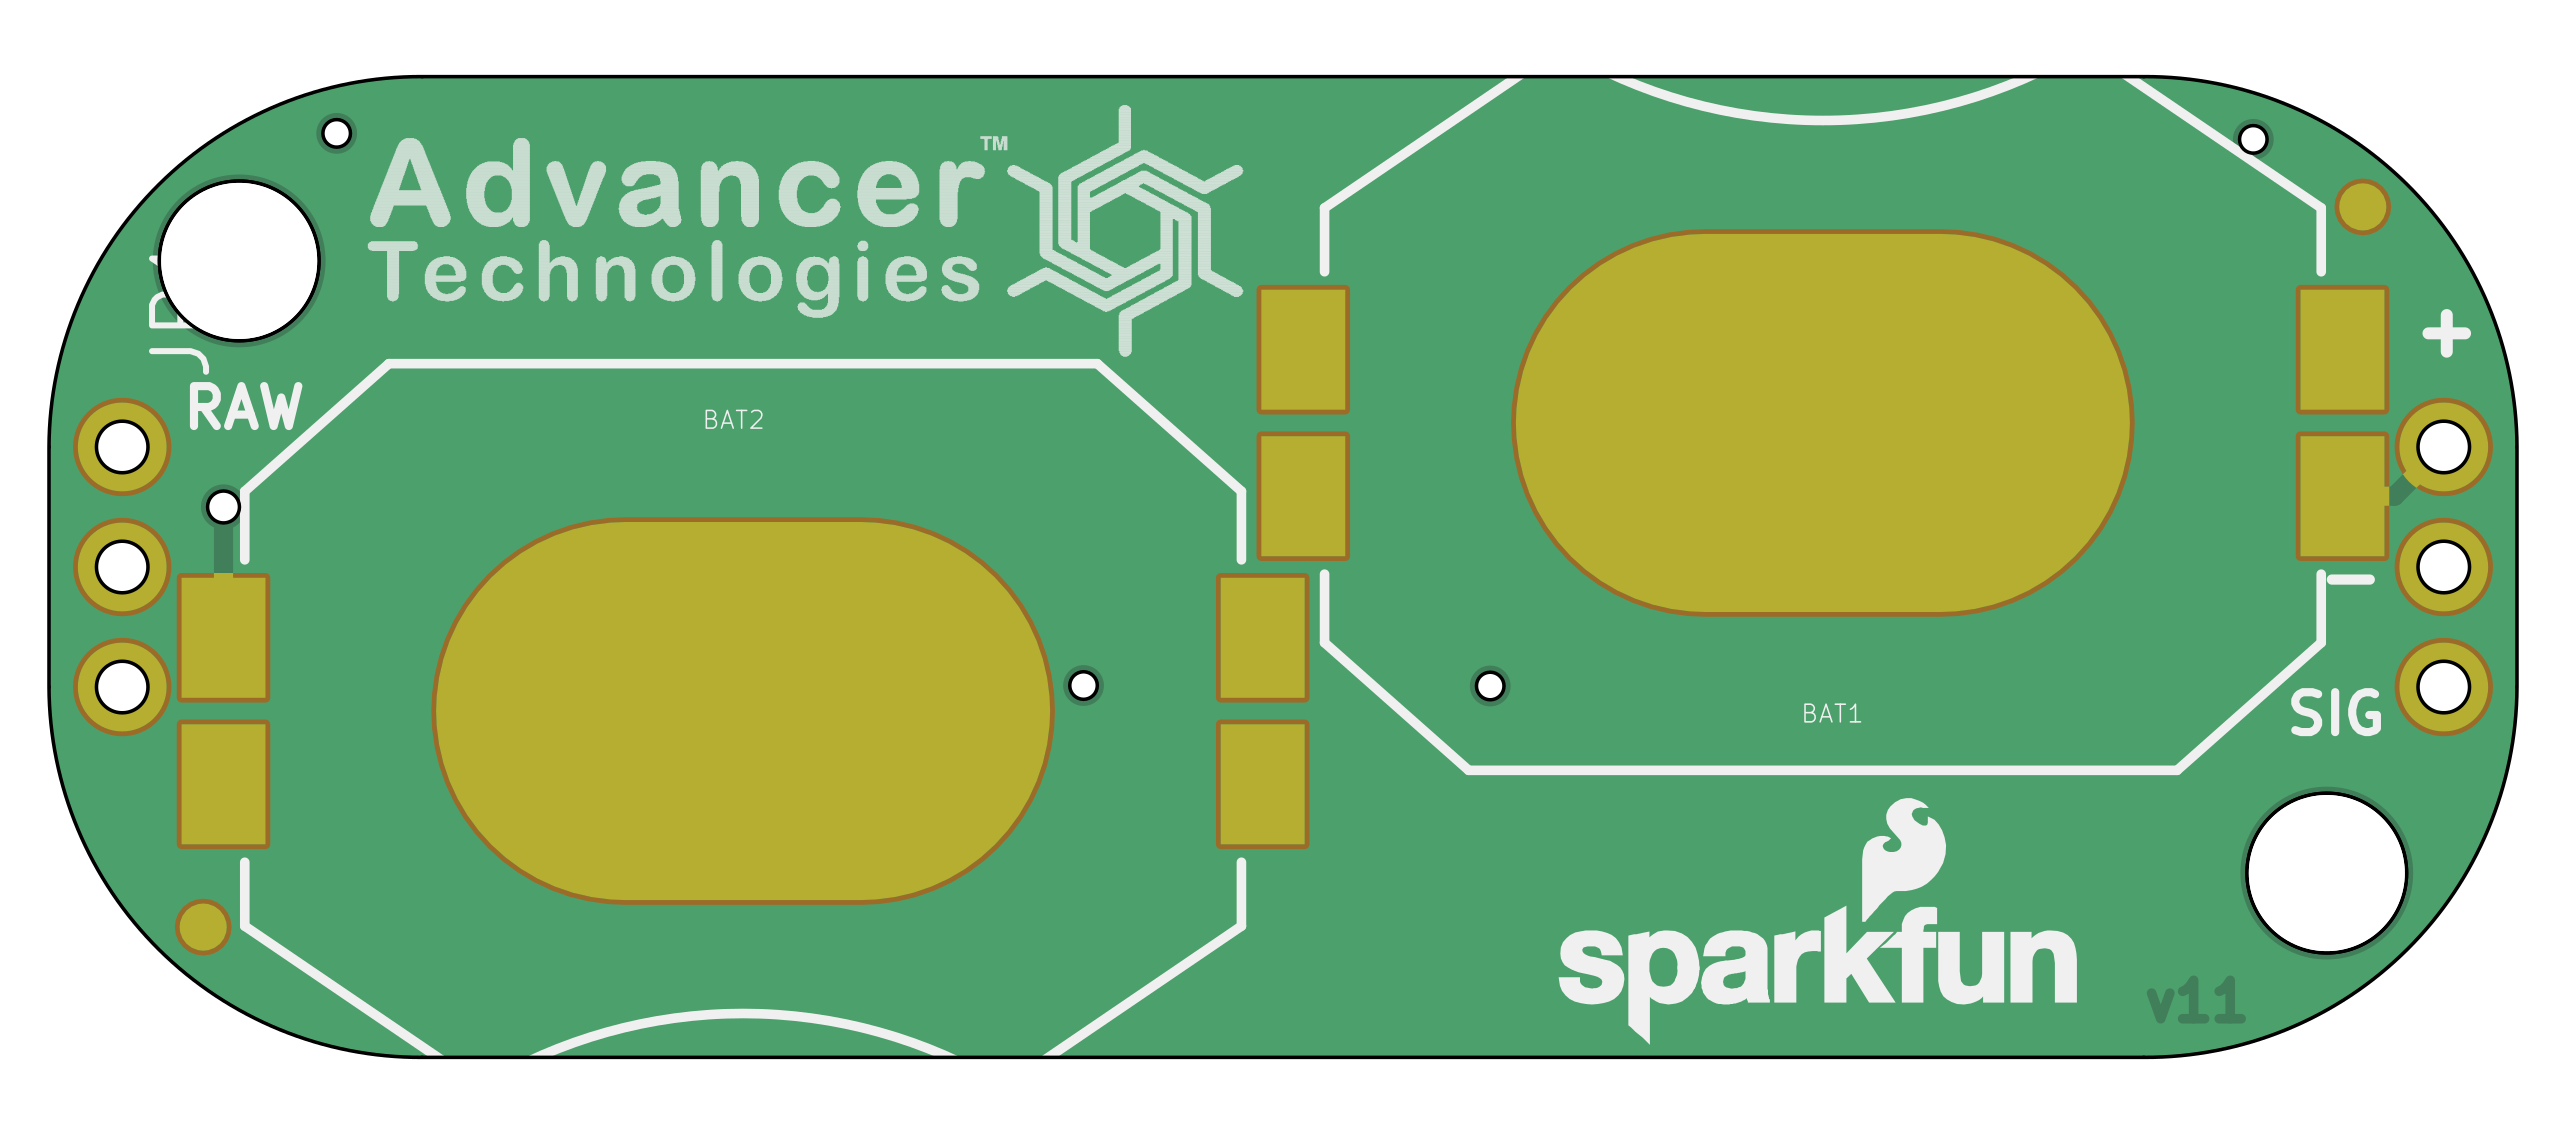 Advancer™
Technologies
RAW
BAT2
+
-
BAT1
SIG
sparkfun
v11